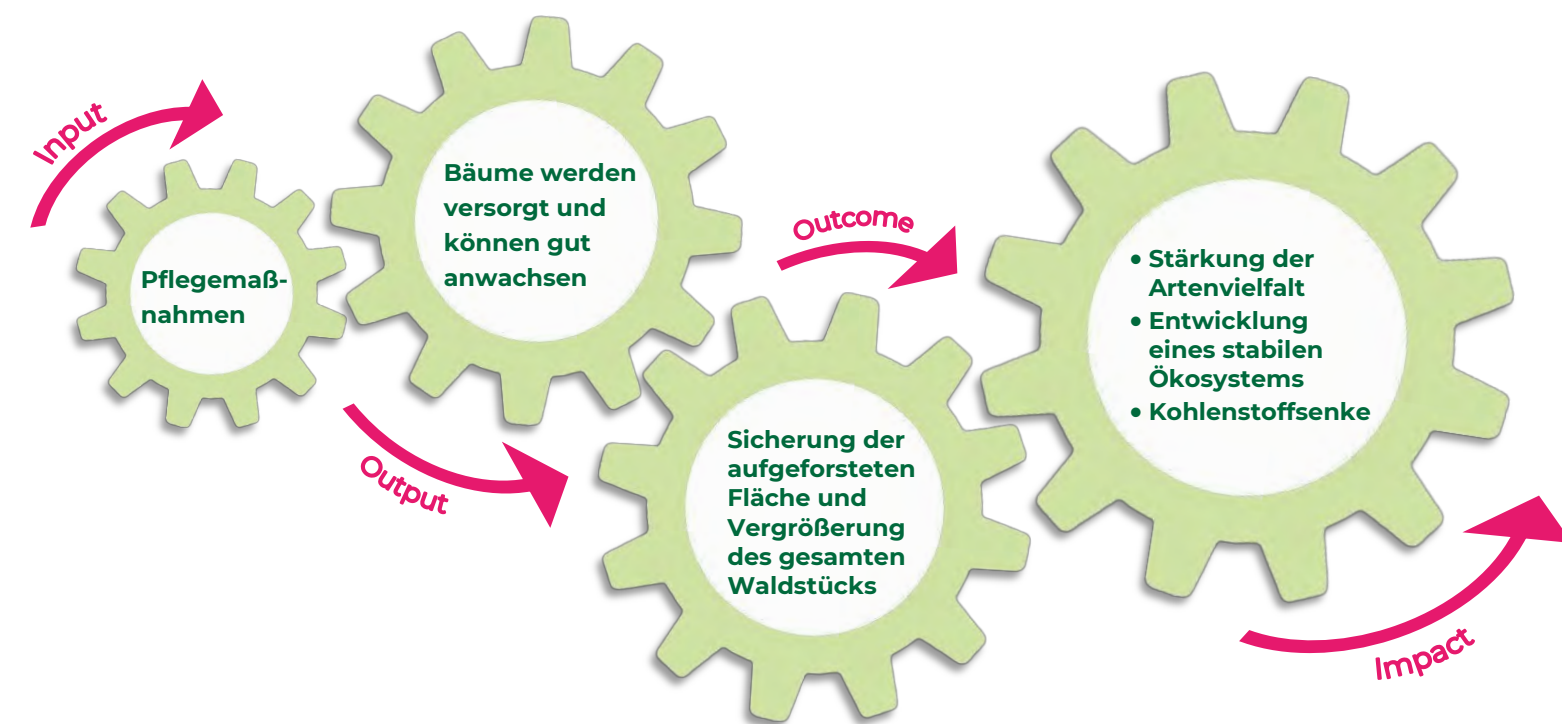 Input
Pflegemaß-
nahmen
Bäume werden
versorgt und
können gut
anwachsen
Output
Outcome
Sicherung der
aufgeforsteten
Fläche und
Vergrößerung
des gesamten
Waldstücks
• Stärkung der
Artenvielfalt
• Entwicklung
eines stabilen
Ökosystems
• Kohlenstoffsenke
Impact